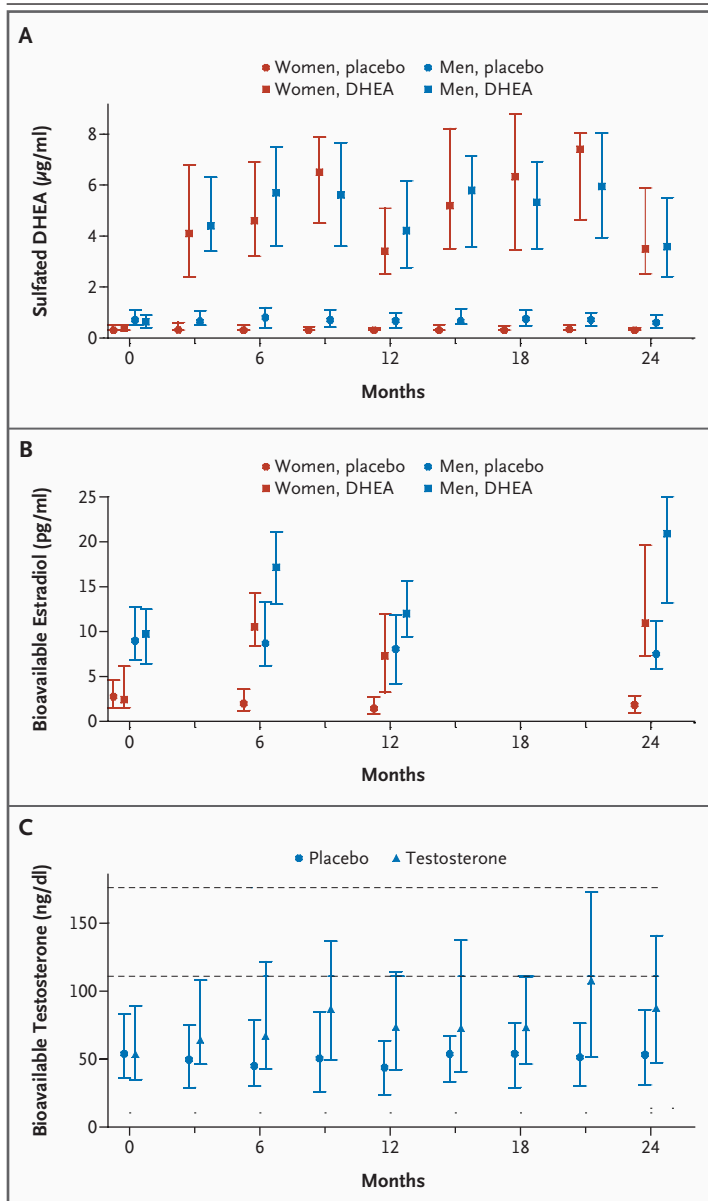 A
Women, placebo Men, placebo
Women, DHEA Men, DHEA
Sulfated DHEA (μg/ml)
8
6
4
2
0
0 6 12 18 24
Months
B
Women, placebo Men, placebo
Women, DHEA Men, DHEA
Bioavailable Estradiol (pg/ml)
25
20
15
10
5
0
0 6 12 18 24
Months
C
Placebo Testosterone
Bioavailable Testosterone (ng/dl)
150
100
50
0
0 6 12 18 24
Months